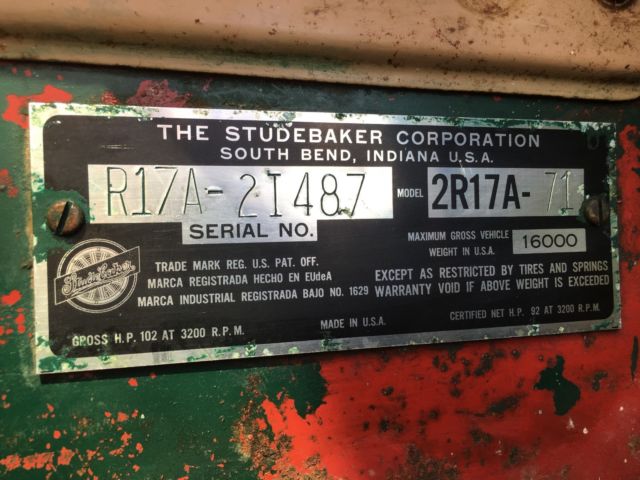 THE STUDEBAKER CORPORATION
SOUTH BEND, INDIANA U.S.A.
R17A-21487 MODEL 2R17A-71
SERIAL NO.
MAXIMUM GROSS VEHICLE
WEIGHT IN U.S.A. 16000
Studebaker
TRADE MARK REG. U.S. PAT. OFF.
MARCA REGISTRADA HECHO EN EUdeA
MARCA INDUSTRIAL REGISTRADA BAJO NO. 1629
EXCEPT AS RESTRICTED BY TIRES AND SPRINGS
WARRANTY VOID IF ABOVE WEIGHT IS EXCEEDED
GROSS H.P. 102 AT 3200 R.P.M.
MADE IN U.S.A.
CERTIFIED NET H.P. 92 AT 3200 R.P.M.